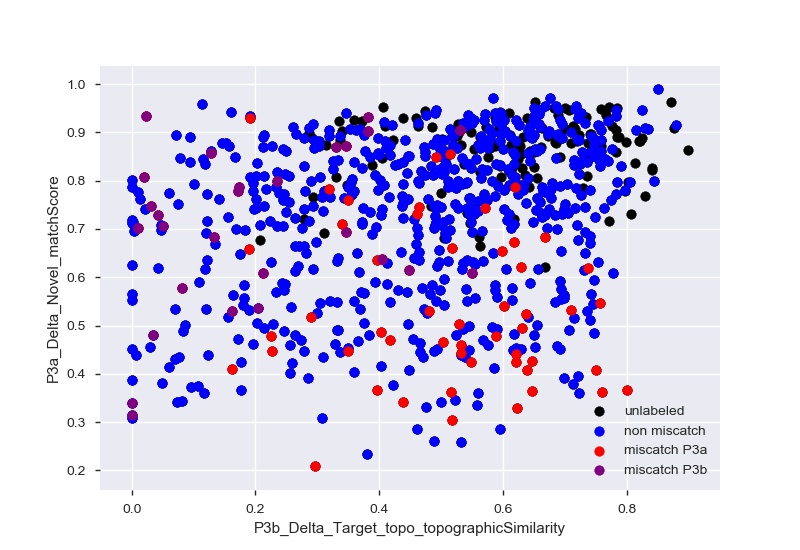 1.0
0.9
0.8
0.7
0.6
0.5
0.4
0.3
0.2
P3a_Delta_Novel_matchScore
unlabeled
non miscatch
miscatch P3a
miscatch P3b
0.0 0.2 0.4 0.6 0.8
P3b_Delta_Target_topo_topographicSimilarity